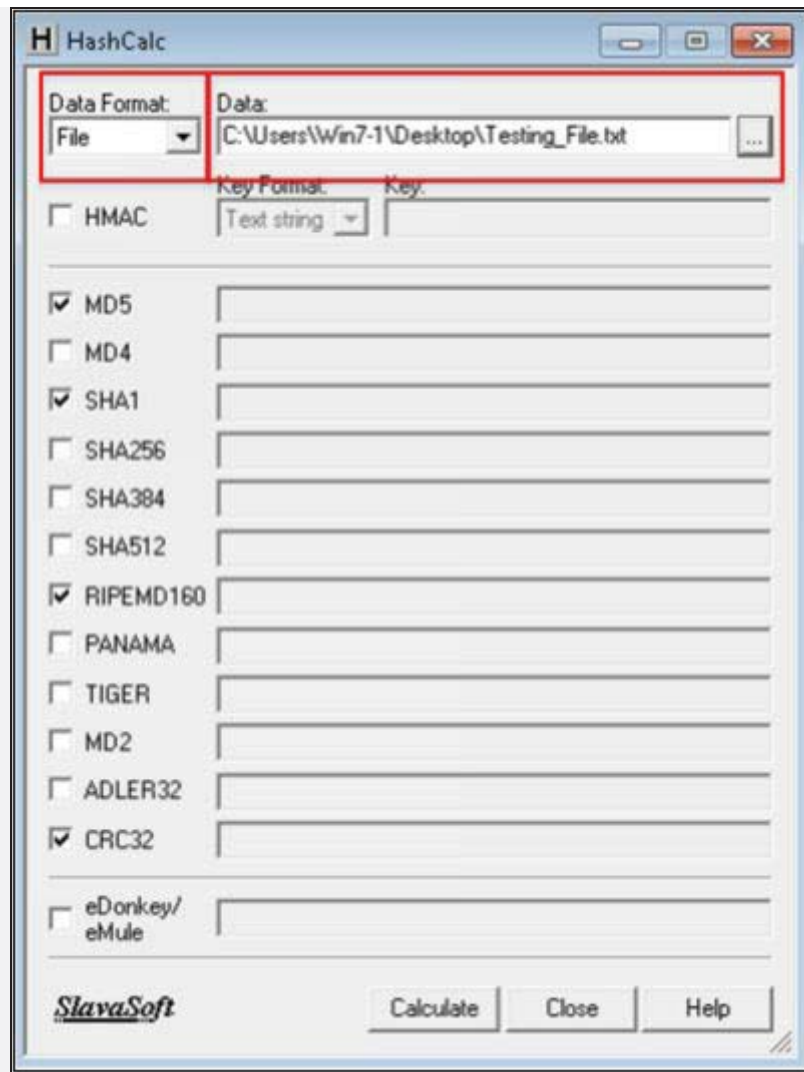 H HashCalc
Data Format: Data:
File C:\Users\Win7-1\Desktop\Testing_File.txt ...
Key Format: Key:
HMAC Text string
MD5
MD4
SHA1
SHA256
SHA384
SHA512
RIPEMD160
PANAMA
TIGER
MD2
ADLER32
CRC32
eDonkey/
eMule
SlavaSoft Calculate Close Help